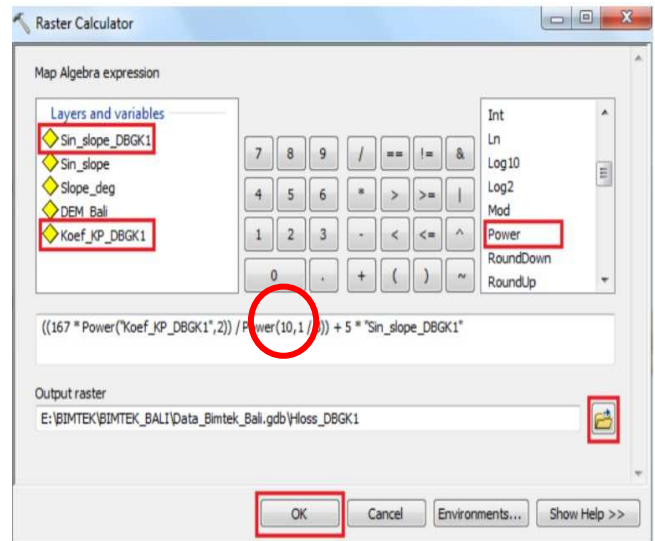 Raster Calculator
Map Algebra expression
Layers and variables
Sin_slope_DBGK1
Sin_slope
Slope_deg
DEM_Bali
Koef_KP_DBGK1
7 8 9 / == != &
4 5 6 * > >= |
1 2 3 - < <= ^
0 . + ( ) ~
Int
Ln
Log10
Log2
Mod
Power
RoundDown
RoundUp
((167 * Power("Koef_KP_DBGK1",2)) / Power(10,1 / )) + 5 * "Sin_slope_DBGK1"
Output raster
E:\BIMTEK\BIMTEK_BALI\Data_Bimtek_Bali.gdb\Hloss_DBGK1
OK Cancel Environments... Show Help >>